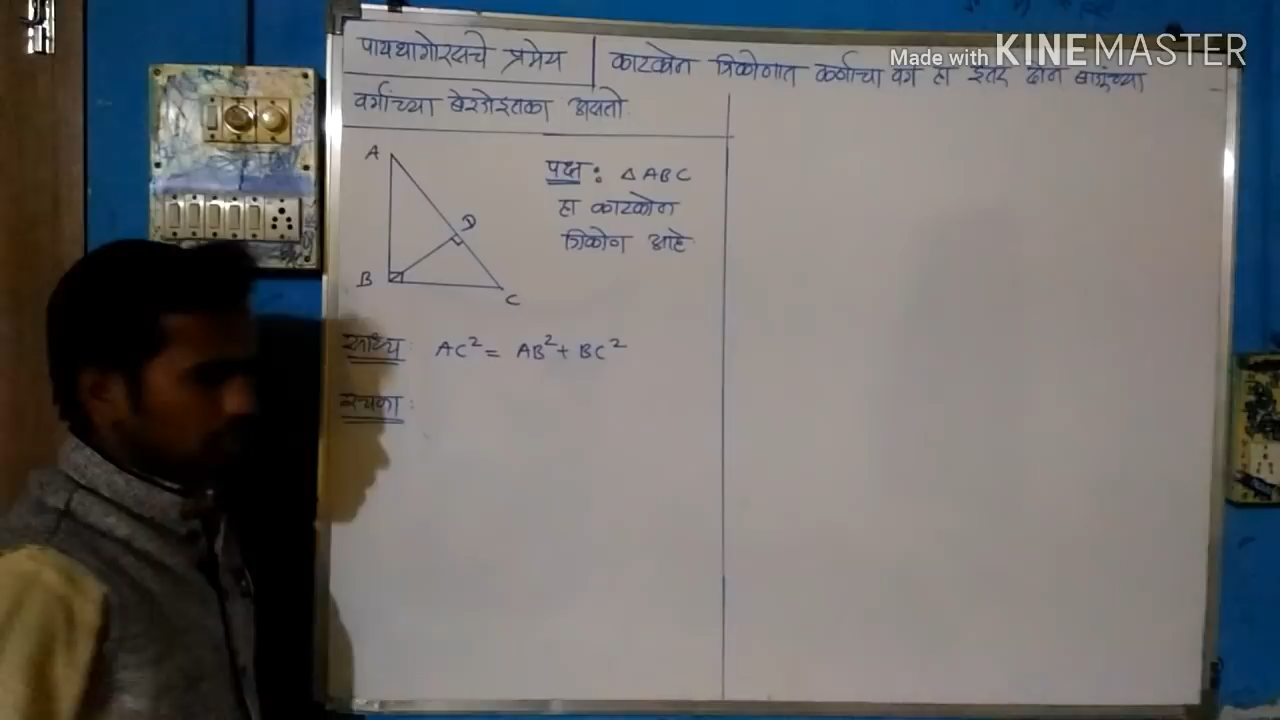 Made with KINEMASTER
पायथागोरसचे प्रमेय | काटकोन त्रिकोणात कर्णाचा वर्ग हा इतर दोन बाजूच्या
वर्गाच्या बेरजेइतका असतो
A
D
B
C
पक्ष : △ ABC
हा काटकोन
त्रिकोण आहे
साध्य : AC² = AB² + BC²
रचना :